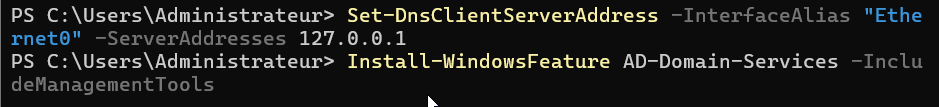 PS C:\Users\Administrateur> Set-DnsClientServerAddress -InterfaceAlias "Ethe
rnet0" -ServerAddresses 127.0.0.1
PS C:\Users\Administrateur> Install-WindowsFeature AD-Domain-Services -Inclu
deManagementTools